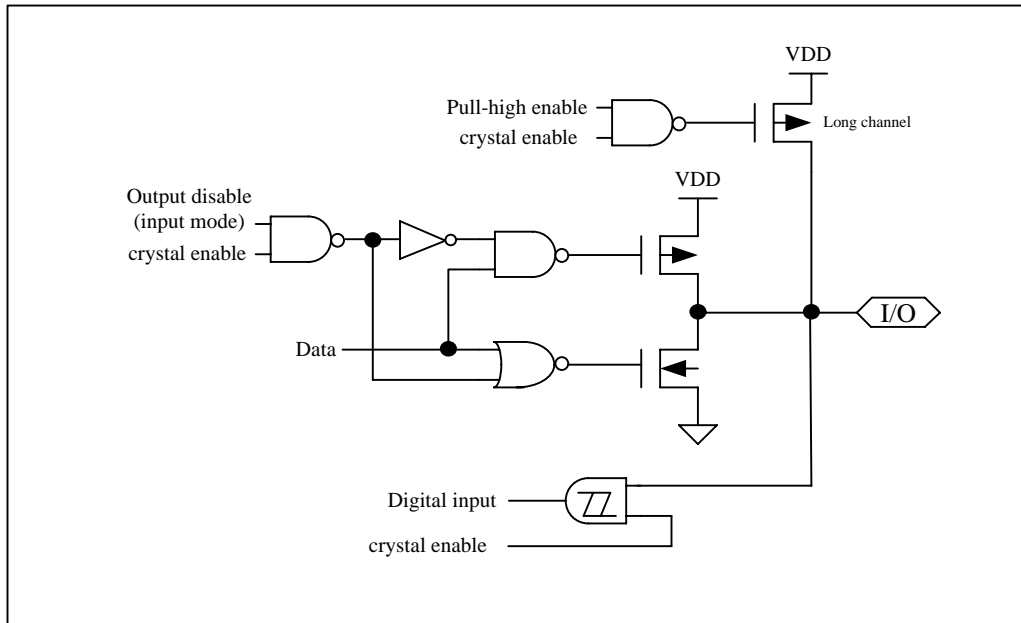 VDD
Pull-high enable
crystal enable
Long channel
VDD
Output disable
(input mode)
crystal enable
I/O
Data
Digital input
crystal enable